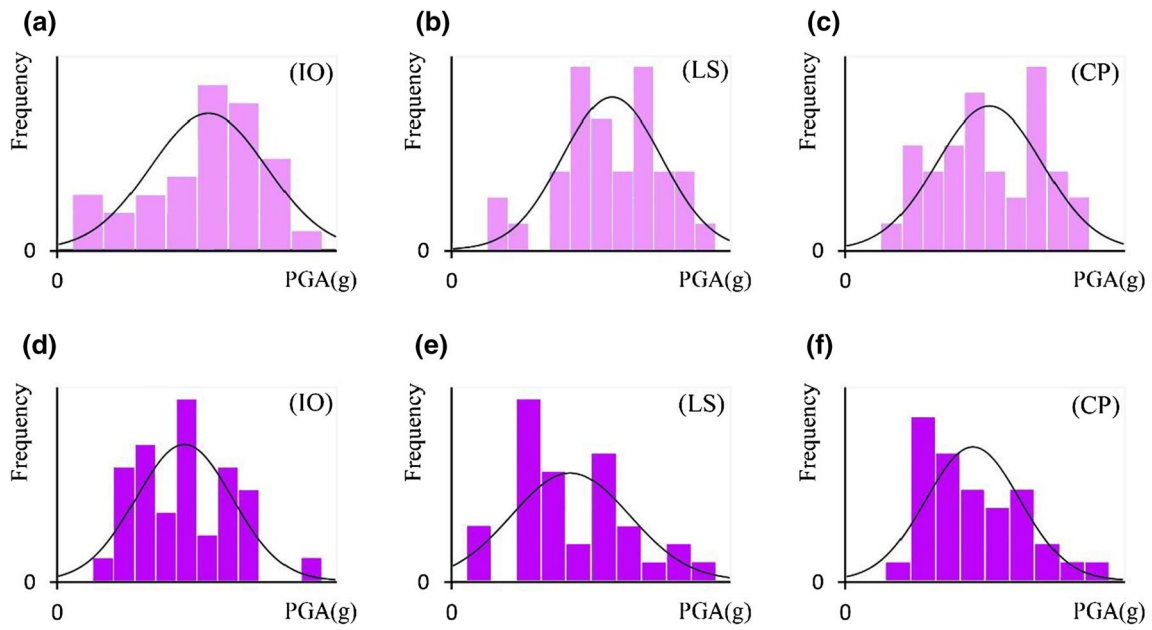 (a)
Frequency
(IO)
0
0
PGA(g)
(b)
Frequency
(LS)
0
0
PGA(g)
(c)
Frequency
(CP)
0
0
PGA(g)
(d)
Frequency
(IO)
0
0
PGA(g)
(e)
Frequency
(LS)
0
0
PGA(g)
(f)
Frequency
(CP)
0
0
PGA(g)